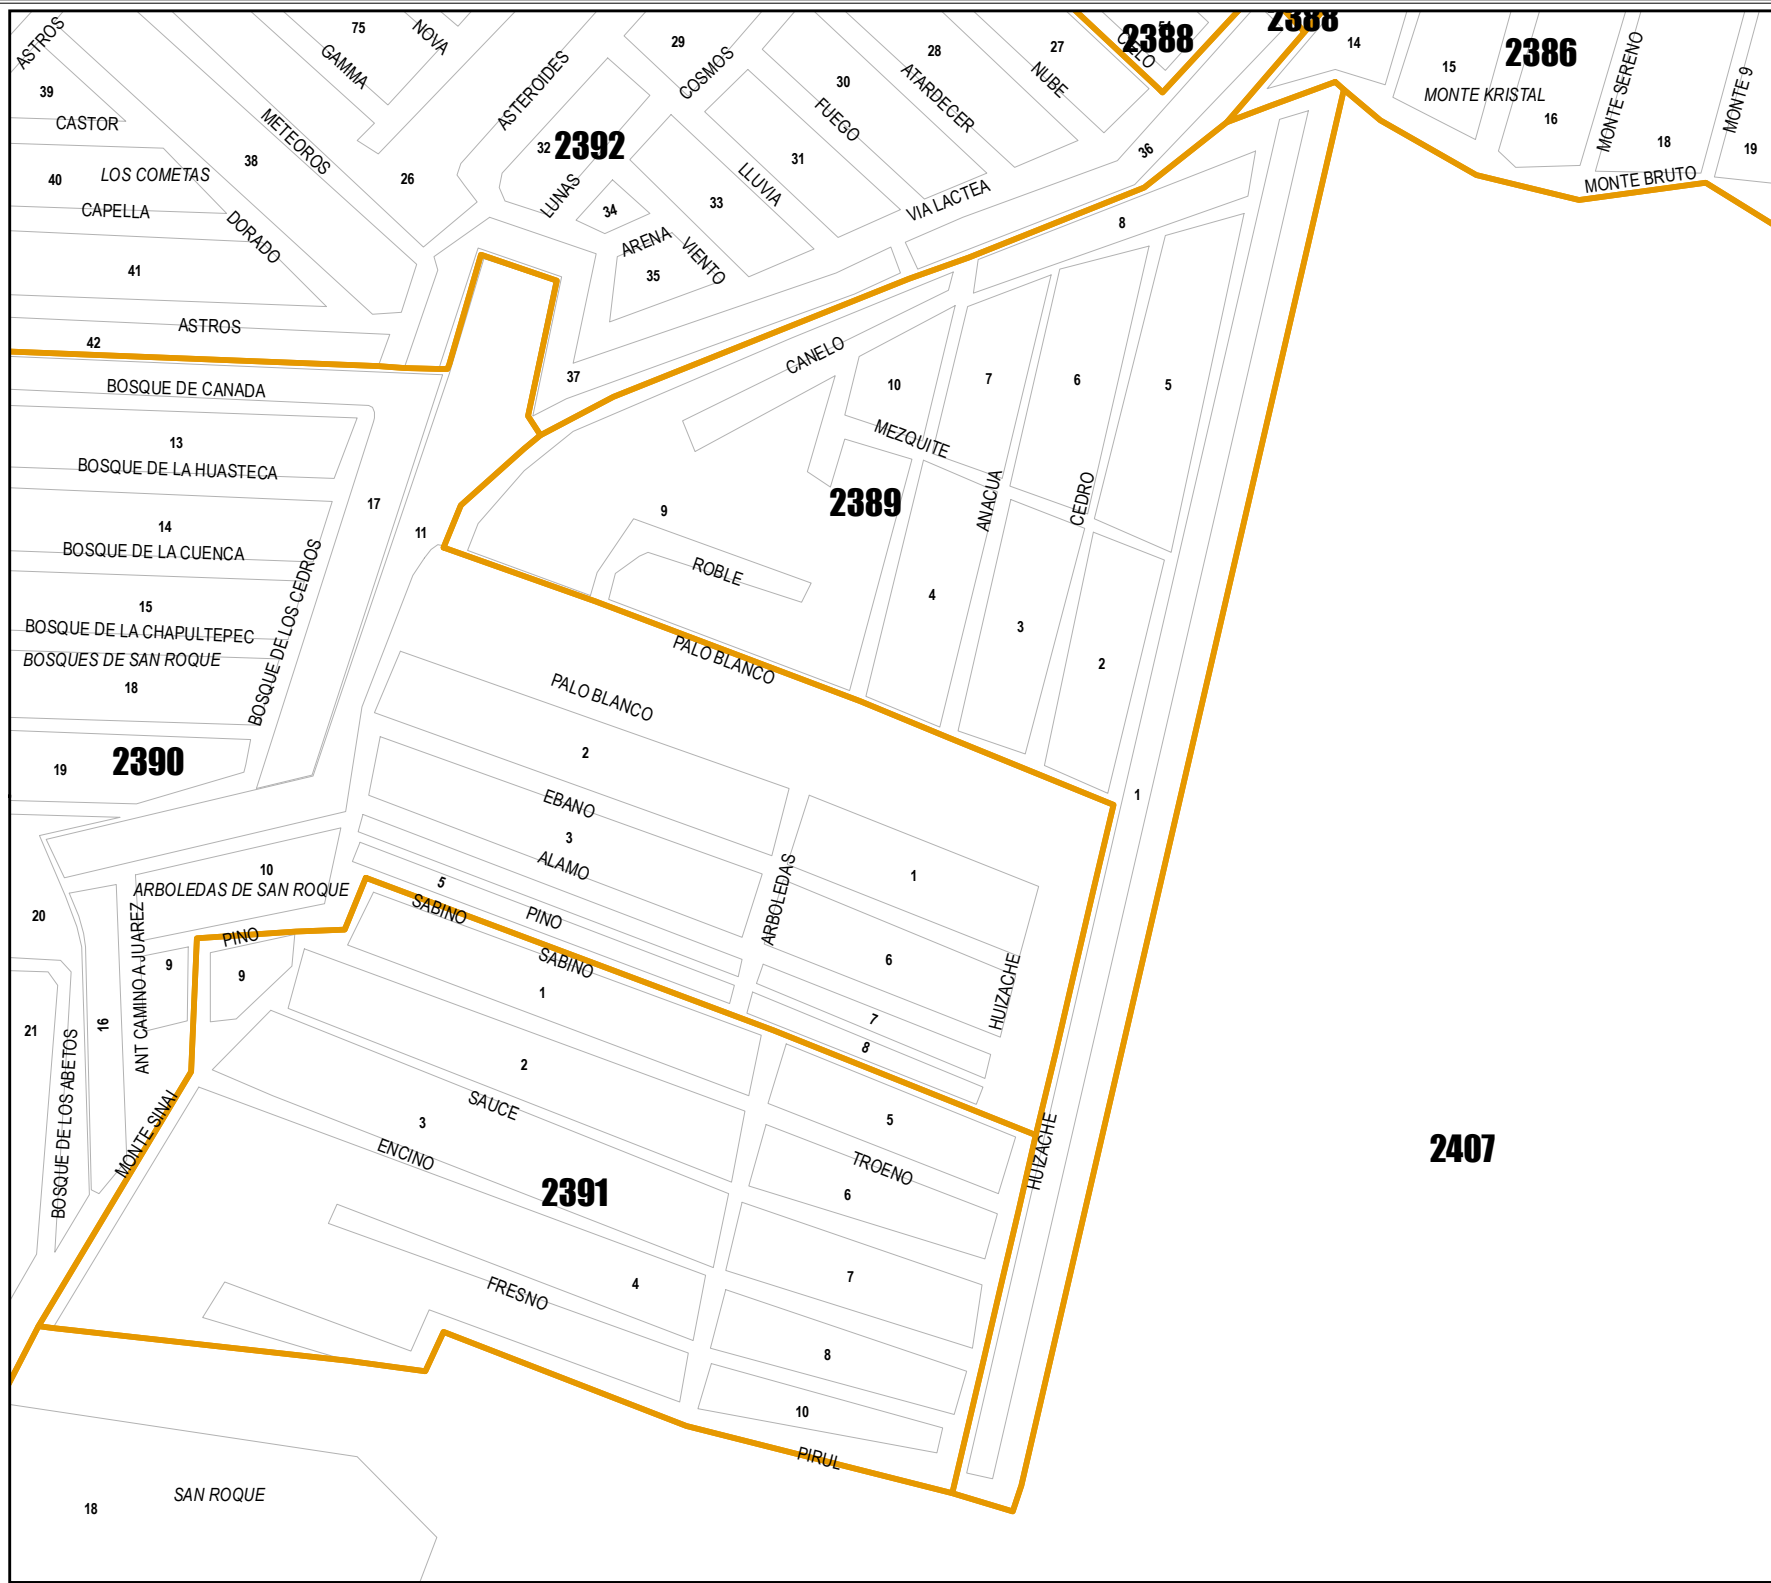 ASTROS
75
NOVA
GAMMA
29
COSMOS
28
27
2388
2388
14
2386
15
MONTE KRISTAL
MONTE SERENO
MONTE 9
39
CASTOR
METEOROS
ASTEROIDES
30
ATARDECER
NUBE
FUEGO
16
18
19
38
32
2392
31
36
40
LOS COMETAS
26
LUNAS
LLUVIA
MONTE BRUTO
CAPELLA
34
33
VIA LACTEA
8
DORADO
ARENA
VIENTO
41
35
ASTROS
42
CANELO
37
BOSQUE DE CANADA
10
7
6
5
13
MEZQUITE
BOSQUE DE LA HUASTECA
17
ANACUA
CEDRO
2389
9
14
11
BOSQUE DE LA CUENCA
ROBLE
BOSQUE DE LOS CEDROS
15
4
3
BOSQUE DE LA CHAPULTEPEC
BOSQUES DE SAN ROQUE
PALO BLANCO
2
18
PALO BLANCO
2390
19
2
1
EBANO
3
ALAMO
10
ARBOLEDAS DE SAN ROQUE
5
1
ARBOLEDAS
20
SABINO
PINO
PINO
ANT CAMINO A JUAREZ
9
9
SABINO
6
HUIZACHE
1
21
16
7
8
BOSQUE DE LOS ABETOS
2
MONTE SINAI
SAUCE
3
5
HUIZACHE
2407
ENCINO
TROENO
2391
6
4
7
FRESNO
8
10
PIRUL
SAN ROQUE
18